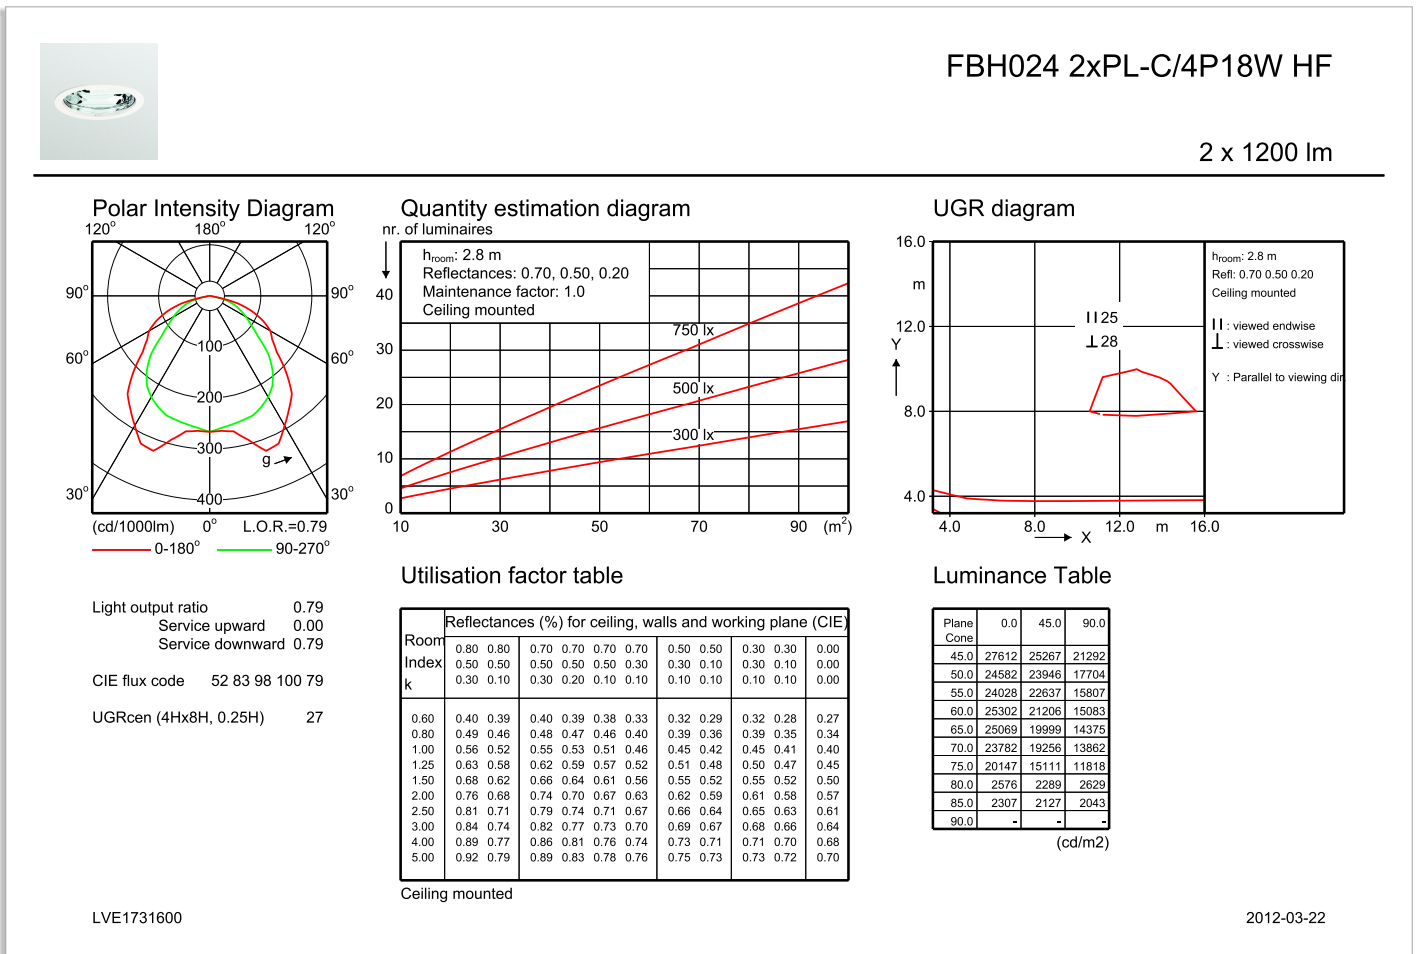 FBH024 2xPL-C/4P18W HF
2 x 1200 lm
Polar Intensity Diagram
120° 180° 120°
90° 90°
60° 60°
30° 30°
100
200
300
400
g
(cd/1000lm) 0° L.O.R.=0.79
0-180° 90-270°
Light output ratio 0.79
Service upward 0.00
Service downward 0.79
CIE flux code 52 83 98 100 79
UGRcen (4Hx8H, 0.25H) 27
Quantity estimation diagram
nr. of luminaires
hroom: 2.8 m
Reflectances: 0.70, 0.50, 0.20
Maintenance factor: 1.0
Ceiling mounted
40
30
20
10
0
750 lx
500 lx
300 lx
10 30 50 70 90 (m²)
UGR diagram
16.0
m
12.0
Y
8.0
4.0
II 25
⊥ 28
4.0 8.0 12.0 m 16.0
X
hroom: 2.8 m
Refl: 0.70 0.50 0.20
Ceiling mounted
II : viewed endwise
⊥ : viewed crosswise
Y : Parallel to viewing dir.
Utilisation factor table
Reflectances (%) for ceiling, walls and working plane (CIE)
Room
Index
k
0.80 0.80 0.70 0.70 0.70 0.70 0.50 0.50 0.30 0.30 0.00
0.50 0.50 0.50 0.50 0.50 0.30 0.30 0.10 0.30 0.10 0.00
0.30 0.10 0.30 0.20 0.10 0.10 0.10 0.10 0.10 0.10 0.00
0.60 0.40 0.39 0.40 0.39 0.38 0.33 0.32 0.29 0.32 0.28 0.27
0.80 0.49 0.46 0.48 0.47 0.46 0.40 0.39 0.36 0.39 0.35 0.34
1.00 0.56 0.52 0.55 0.53 0.51 0.46 0.45 0.42 0.45 0.41 0.40
1.25 0.63 0.58 0.62 0.59 0.57 0.52 0.51 0.48 0.50 0.47 0.45
1.50 0.68 0.62 0.66 0.64 0.61 0.56 0.55 0.52 0.55 0.52 0.50
2.00 0.76 0.68 0.74 0.70 0.67 0.63 0.62 0.59 0.61 0.58 0.57
2.50 0.81 0.71 0.79 0.74 0.71 0.67 0.66 0.64 0.65 0.63 0.61
3.00 0.84 0.74 0.82 0.77 0.73 0.70 0.69 0.67 0.68 0.66 0.64
4.00 0.89 0.77 0.86 0.81 0.76 0.74 0.73 0.71 0.71 0.70 0.68
5.00 0.92 0.79 0.89 0.83 0.78 0.76 0.75 0.73 0.73 0.72 0.70
Ceiling mounted
Luminance Table
Plane 0.0 45.0 90.0
Cone
45.0 27612 25267 21292
50.0 24582 23946 17704
55.0 24028 22637 15807
60.0 25302 21206 15083
65.0 25069 19999 14375
70.0 23782 19256 13862
75.0 20147 15111 11818
80.0 2576 2289 2629
85.0 2307 2127 2043
90.0 - - -
(cd/m2)
LVE1731600
2012-03-22